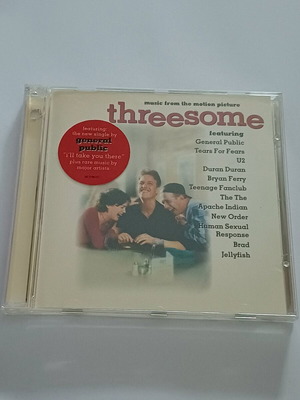 music from the motion picture
threesome
featuring
the new single by
general
public
"i'll take you there"
plus rare music by
major artists.
featuring
General Public
Tears For Fears
U2
Duran Duran
Bryan Ferry
Teenage Fanclub
The The
Apache Indian
New Order
Human Sexual
Response
Brad
Jellyfish